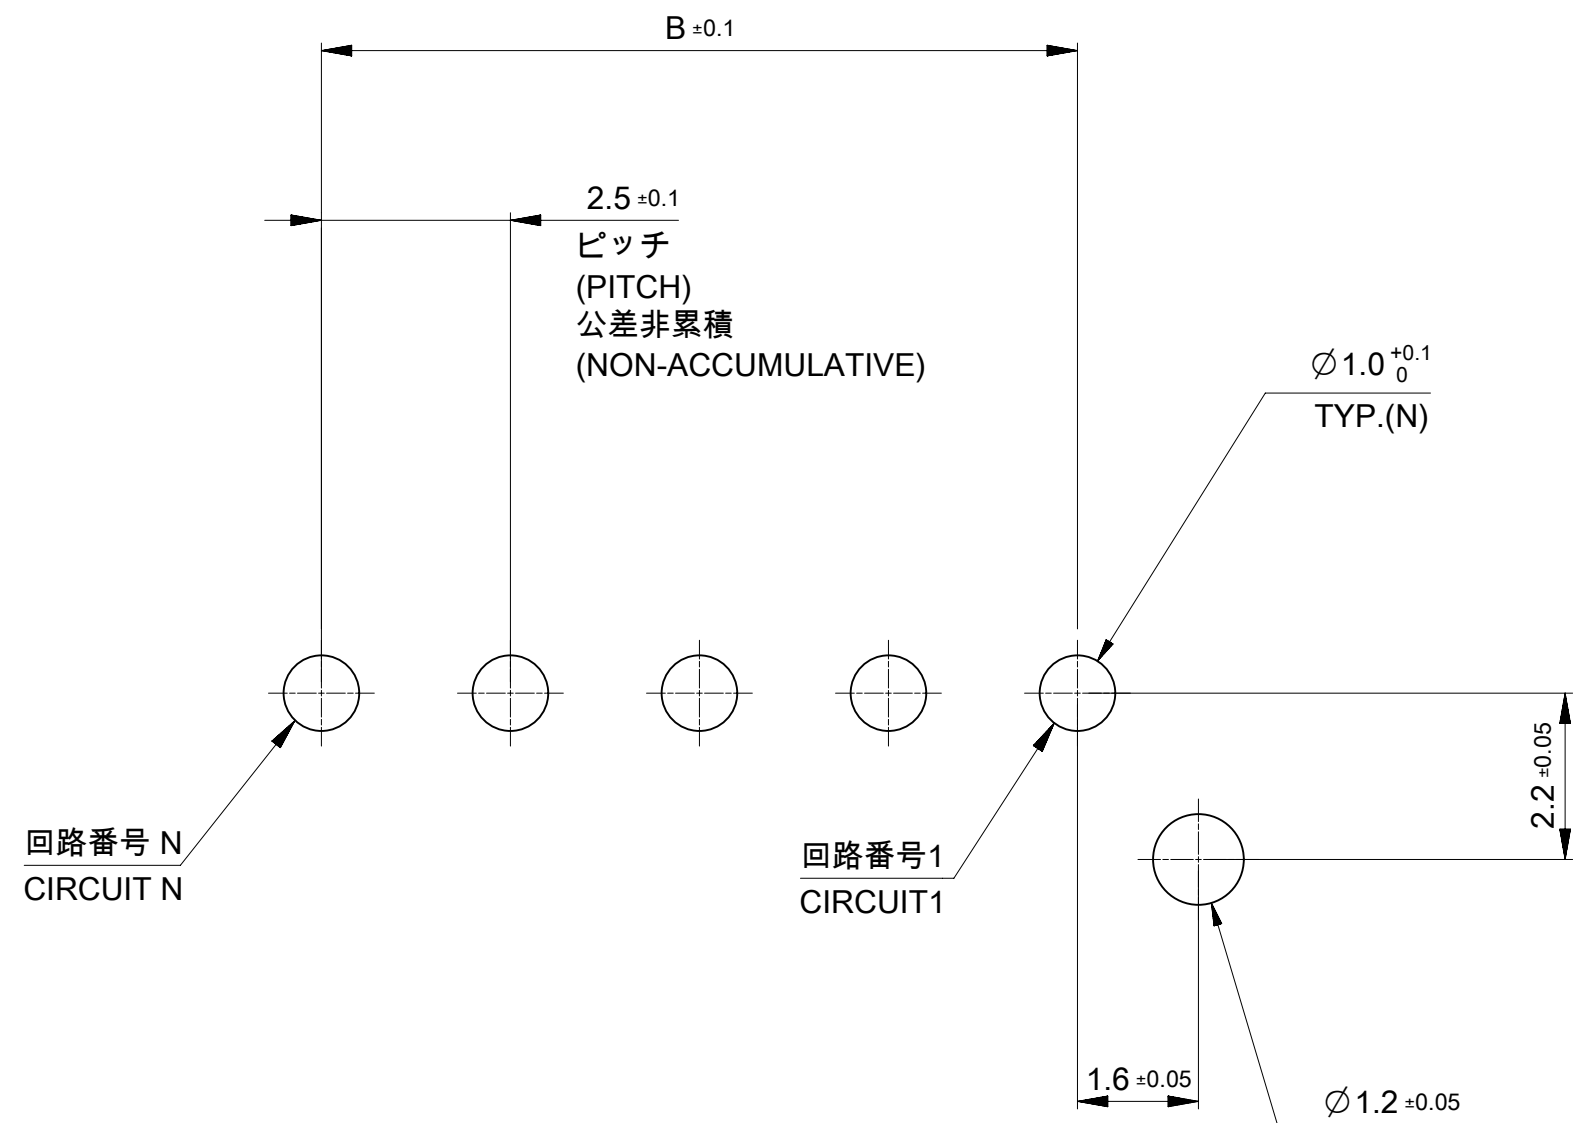 B ±0.1
2.5 ±0.1
ピッチ
(PITCH)
公差非累積
(NON-ACCUMULATIVE)
∅1.0 +0.1 0
TYP.(N)
2.2 ±0.05
回路番号 N
CIRCUIT N
回路番号1
CIRCUIT1
1.6 ±0.05
∅1.2 ±0.05